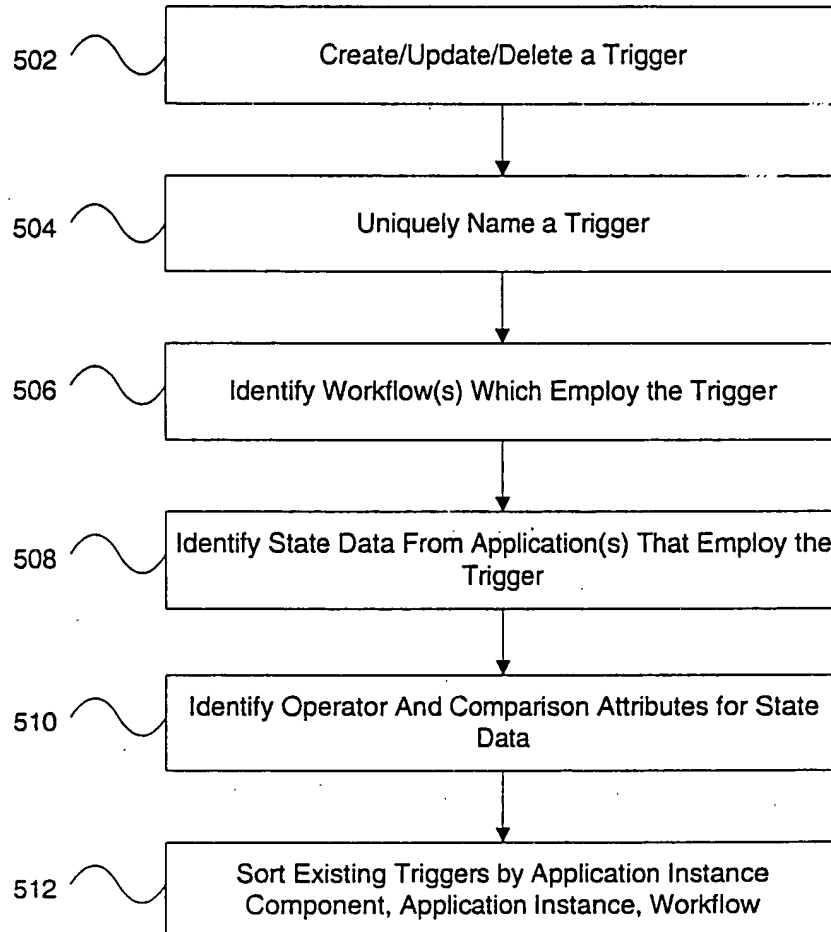 502
Create/Update/Delete a Trigger
504
Uniquely Name a Trigger
506
Identify Workflow(s) Which Employ the Trigger
508
Identify State Data From Application(s) That Employ the
Trigger
510
Identify Operator And Comparison Attributes for State
Data
512
Sort Existing Triggers by Application Instance
Component, Application Instance, Workflow